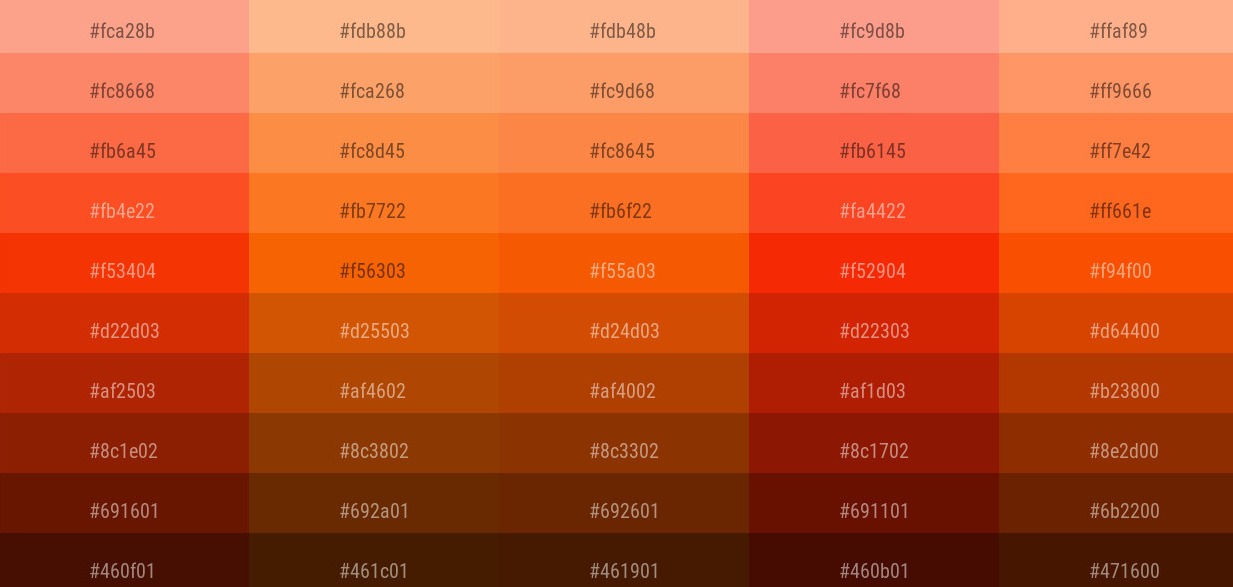 #fca28b #fdb88b #fdb48b #fc9d8b #ffaf89
#fc8668 #fca268 #fc9d68 #fc7f68 #ff9666
#fb6a45 #fc8d45 #fc8645 #fb6145 #ff7e42
#fb4e22 #fb7722 #fb6f22 #fa4422 #ff661e
#f53404 #f56303 #f55a03 #f52904 #f94f00
#d22d03 #d25503 #d24d03 #d22303 #d64400
#af2503 #af4602 #af4002 #af1d03 #b23800
#8c1e02 #8c3802 #8c3302 #8c1702 #8e2d00
#691601 #692a01 #692601 #691101 #6b2200
#460f01 #461c01 #461901 #460b01 #471600